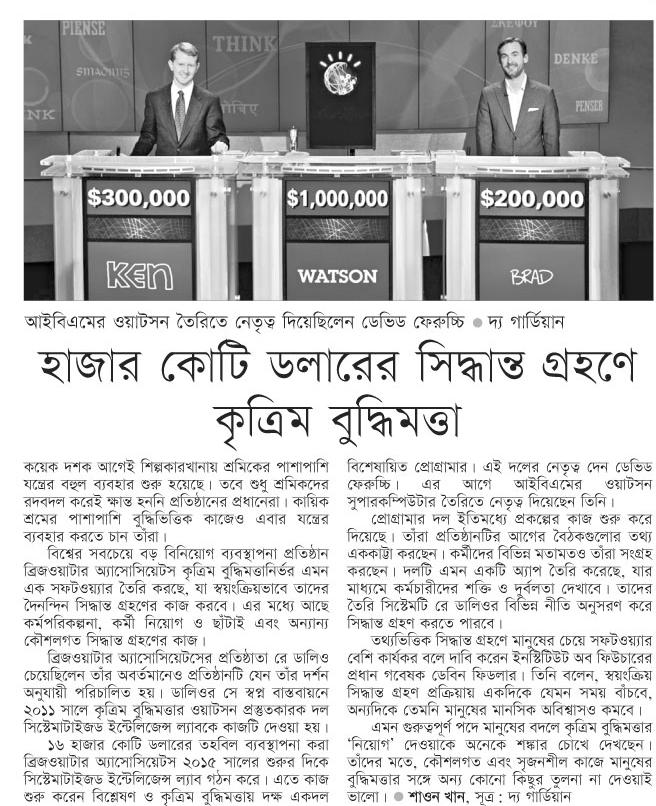 PIENSE
ΣΚΕΦΟΥ
THINK
DENKE
PENSER
INK
$300,000
$1,000,000
$200,000
Ken
WATSON
BRAD
আইবিএমের ওয়াটসন তৈরিতে নেতৃত্ব দিয়েছিলেন ডেভিড ফেরুচ্চি ● দ্য গার্ডিয়ান
হাজার কোটি ডলারের সিদ্ধান্ত গ্রহণে
কৃত্রিম বুদ্ধিমত্তা
কয়েক দশক আগেই শিল্পকারখানায় শ্রমিকের পাশাপাশি
যন্ত্রের বহুল ব্যবহার শুরু হয়েছে। তবে শুধু শ্রমিকদের
রদবদল করেই ক্ষান্ত হননি প্রতিষ্ঠানের প্রধানেরা। কায়িক
শ্রমের পাশাপাশি বুদ্ধিভিত্তিক কাজেও এবার যন্ত্রের
ব্যবহার করতে চান তাঁরা।
বিশ্বের সবচেয়ে বড় বিনিয়োগ ব্যবস্থাপনা প্রতিষ্ঠান
ব্রিজওয়াটার অ্যাসোসিয়েটস কৃত্রিম বুদ্ধিমত্তানির্ভর এমন
এক সফটওয়্যার তৈরি করছে, যা স্বয়ংক্রিয়ভাবে তাদের
দৈনন্দিন সিদ্ধান্ত গ্রহণের কাজ করবে। এর মধ্যে আছে
কর্মপরিকল্পনা, কর্মী নিয়োগ ও ছাঁটাই এবং অন্যান্য
কৌশলগত সিদ্ধান্ত গ্রহণের কাজ।
ব্রিজওয়াটার অ্যাসোসিয়েটসের প্রতিষ্ঠাতা রে ডালিও
চেয়েছিলেন তাঁর অবর্তমানেও প্রতিষ্ঠানটি যেন তাঁর দর্শন
অনুযায়ী পরিচালিত হয়। ডালিওর সে স্বপ্ন বাস্তবায়নে
২০১১ সালে কৃত্রিম বুদ্ধিমত্তার ওয়াটসন প্রস্তুতকারক দল
সিস্টেমাটাইজড ইন্টেলিজেন্স ল্যাবকে কাজটি দেওয়া হয়।
১৬ হাজার কোটি ডলারের তহবিল ব্যবস্থাপনা করা
ব্রিজওয়াটার অ্যাসোসিয়েটস ২০১৫ সালের শুরুর দিকে
সিস্টেমাটাইজড ইন্টেলিজেন্স ল্যাব গঠন করে। এতে কাজ
শুরু করেন বিশ্লেষণ ও কৃত্রিম বুদ্ধিমত্তায় দক্ষ একদল
বিশেষায়িত প্রোগ্রামার। এই দলের নেতৃত্ব দেন ডেভিড
ফেরুচ্চি। এর আগে আইবিএমের ওয়াটসন
সুপারকম্পিউটার তৈরিতে নেতৃত্ব দিয়েছেন তিনি।
প্রোগ্রামার দল ইতিমধ্যে প্রকল্পের কাজ শুরু করে
দিয়েছে। তাঁরা প্রতিষ্ঠানটির আগের বৈঠকগুলোর তথ্য
এককাট্টা করছেন। কর্মীদের বিভিন্ন মতামতও তাঁরা সংগ্রহ
করছেন। দলটি এমন একটি অ্যাপ তৈরি করেছে, যার
মাধ্যমে কর্মচারীদের শক্তি ও দুর্বলতা দেখাবে। তাদের
তৈরি সিস্টেমটি রে ডালিওর বিভিন্ন নীতি অনুসরণ করে
সিদ্ধান্ত গ্রহণ করতে পারবে।
তথ্যভিত্তিক সিদ্ধান্ত গ্রহণে মানুষের চেয়ে সফটওয়্যার
বেশি কার্যকর বলে দাবি করেন ইনস্টিটিউট অব ফিউচারের
প্রধান গবেষক ডেবিন ফিডলার। তিনি বলেন, স্বয়ংক্রিয়
সিদ্ধান্ত গ্রহণ প্রক্রিয়ায় একদিকে যেমন সময় বাঁচবে,
অন্যদিকে তেমনি মানুষের মানসিক অবিশ্বাসও কমবে।
এমন গুরুত্বপূর্ণ পদে মানুষের বদলে কৃত্রিম বুদ্ধিমত্তার
‘নিয়োগ’ দেওয়াকে অনেকে শঙ্কার চোখে দেখছেন।
তাঁদের মতে, কৌশলগত এবং সৃজনশীল কাজে মানুষের
বুদ্ধিমত্তার সঙ্গে অন্য কোনো কিছুর তুলনা না দেওয়াই
ভালো। ● শাওন খান, সূত্র : দ্য গার্ডিয়ান